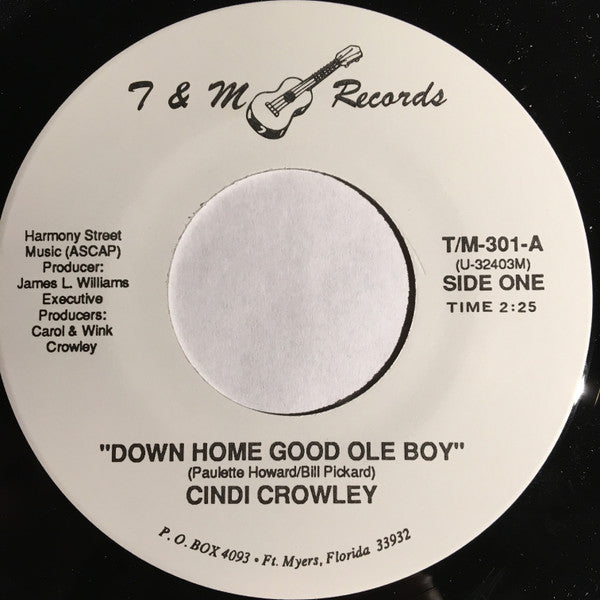 T & M Records
Harmony Street
Music (ASCAP)
Producer:
James L. Williams
Executive
Producers:
Carol & Wink
Crowley
T/M-301-A
(U-32403M)
SIDE ONE
TIME 2:25
"DOWN HOME GOOD OLE BOY"
(Paulette Howard/Bill Pickard)
CINDI CROWLEY
P. O. BOX 4093 • Ft. Myers, Florida 33932